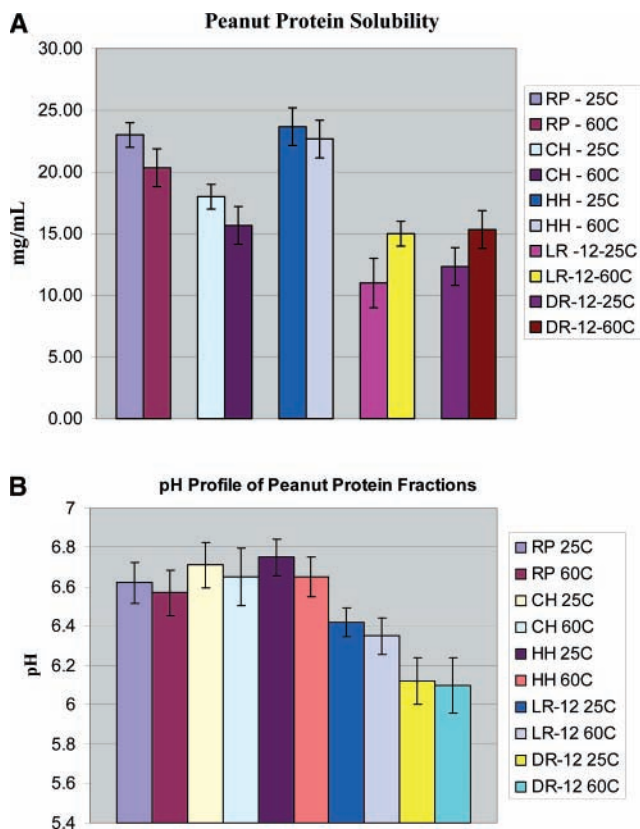 A
Peanut Protein Solubility
30.00
25.00
20.00
15.00
10.00
5.00
0.00
mg/mL
RP - 25C
RP - 60C
CH - 25C
CH - 60C
HH - 25C
HH - 60C
LR -12-25C
LR-12-60C
DR-12-25C
DR-12-60C
B
pH Profile of Peanut Protein Fractions
7
6.8
6.6
6.4
6.2
6
5.8
5.6
5.4
pH
RP 25C
RP 60C
CH 25C
CH 60C
HH 25C
HH 60C
LR-12 25C
LR-12 60C
DR-12 25C
DR-12 60C